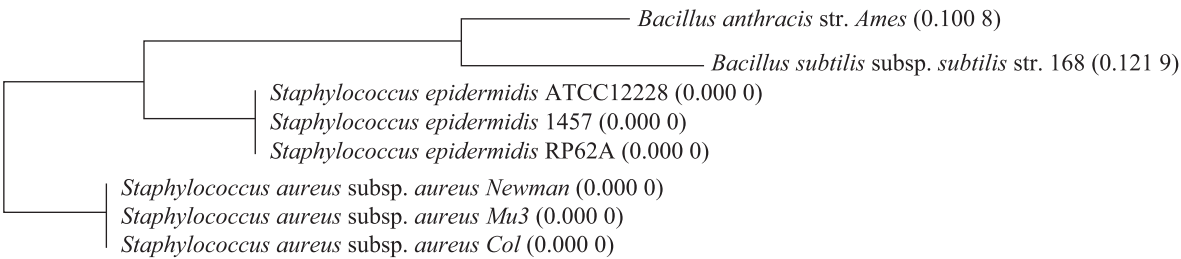 Bacillus anthracis str. Ames (0.100 8)
Bacillus subtilis subsp. subtilis str. 168 (0.121 9)
Staphylococcus epidermidis ATCC12228 (0.000 0)
Staphylococcus epidermidis 1457 (0.000 0)
Staphylococcus epidermidis RP62A (0.000 0)
Staphylococcus aureus subsp. aureus Newman (0.000 0)
Staphylococcus aureus subsp. aureus Mu3 (0.000 0)
Staphylococcus aureus subsp. aureus Col (0.000 0)